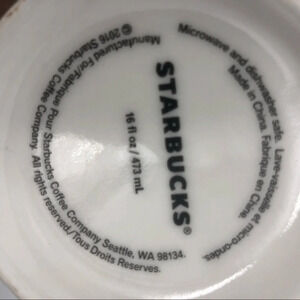 Microwave and dishwasher safe. Lave-vaisselle et micro-ondes
Made in China. Fabriqué en Chine.
STARBUCKS®
16 fl oz / 473 mL
© 2016 Starbucks Coffee Company. All rights reserved./Tous Droits Reserves.
Manufactured For/Fabrique Pour Starbucks Coffee Company Seattle, WA 98134.